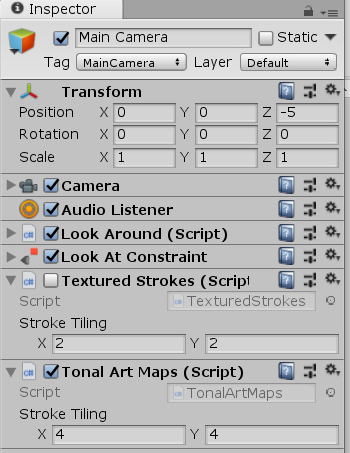 Inspector
Main Camera Static
Tag MainCamera Layer Default
Transform
Position X 0 Y 0 Z -5
Rotation X 0 Y 0 Z 0
Scale X 1 Y 1 Z 1
Camera
Audio Listener
Look Around (Script)
Look At Constraint
Textured Strokes (Script
Script TexturedStrokes
Stroke Tiling
X 2 Y 2
Tonal Art Maps (Script)
Script TonalArtMaps
Stroke Tiling
X 4 Y 4